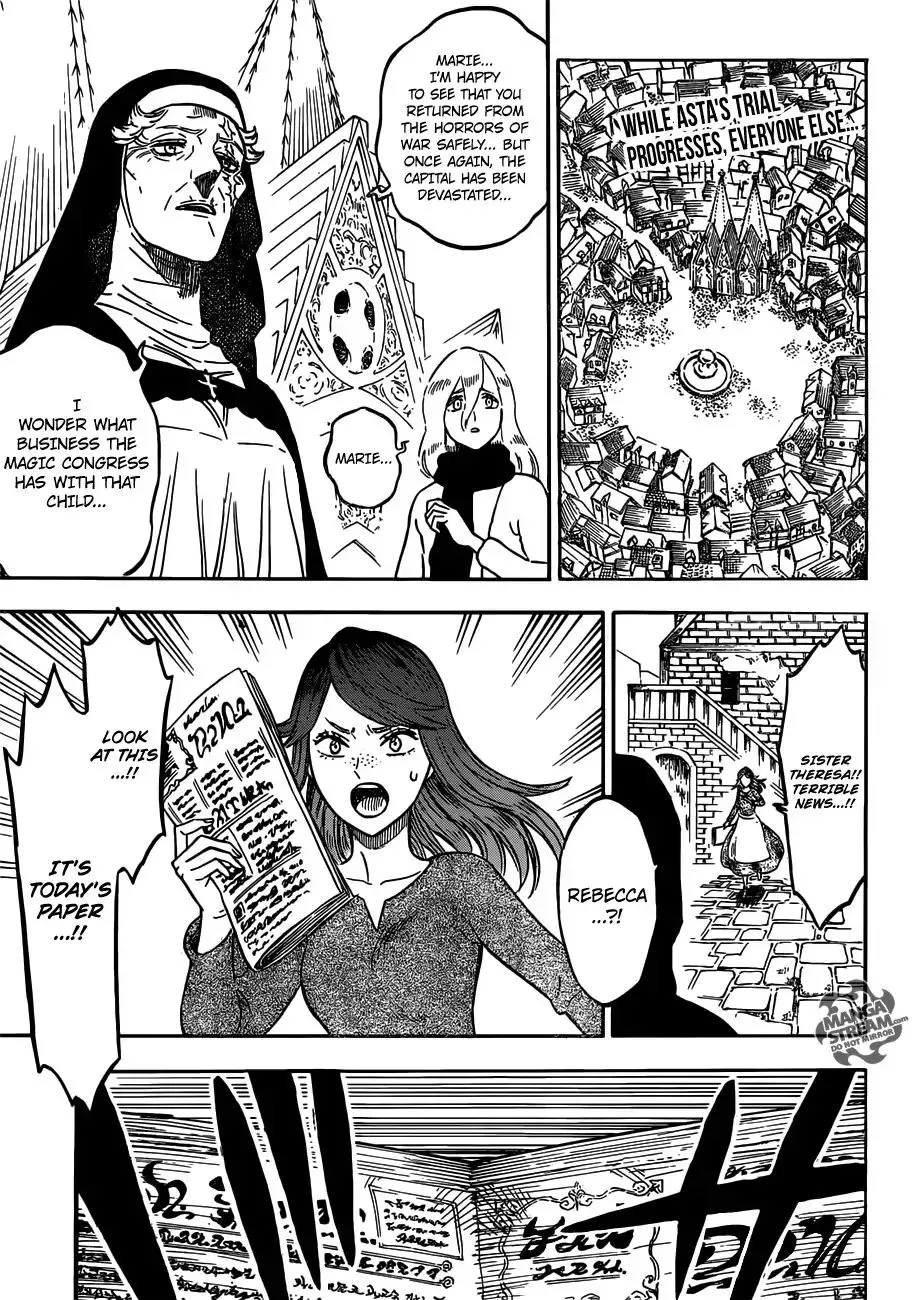 WHILE ASTA'S TRIAL
PROGRESSES, EVERYONE ELSE...
MARIE...
I'M HAPPY
TO SEE THAT YOU
RETURNED FROM
THE HORRORS OF
WAR SAFELY... BUT
ONCE AGAIN, THE
CAPITAL HAS BEEN
DEVASTATED...
MARIE...
I
WONDER WHAT
BUSINESS THE
MAGIC CONGRESS
HAS WITH THAT
CHILD...
SISTER
THERESA!!
TERRIBLE
NEWS...!!
REBECCA
...?!
LOOK
AT THIS
...!!
IT'S
TODAY'S
PAPER
...!!
MANGA
STREAM.com
DO NOT MIRROR